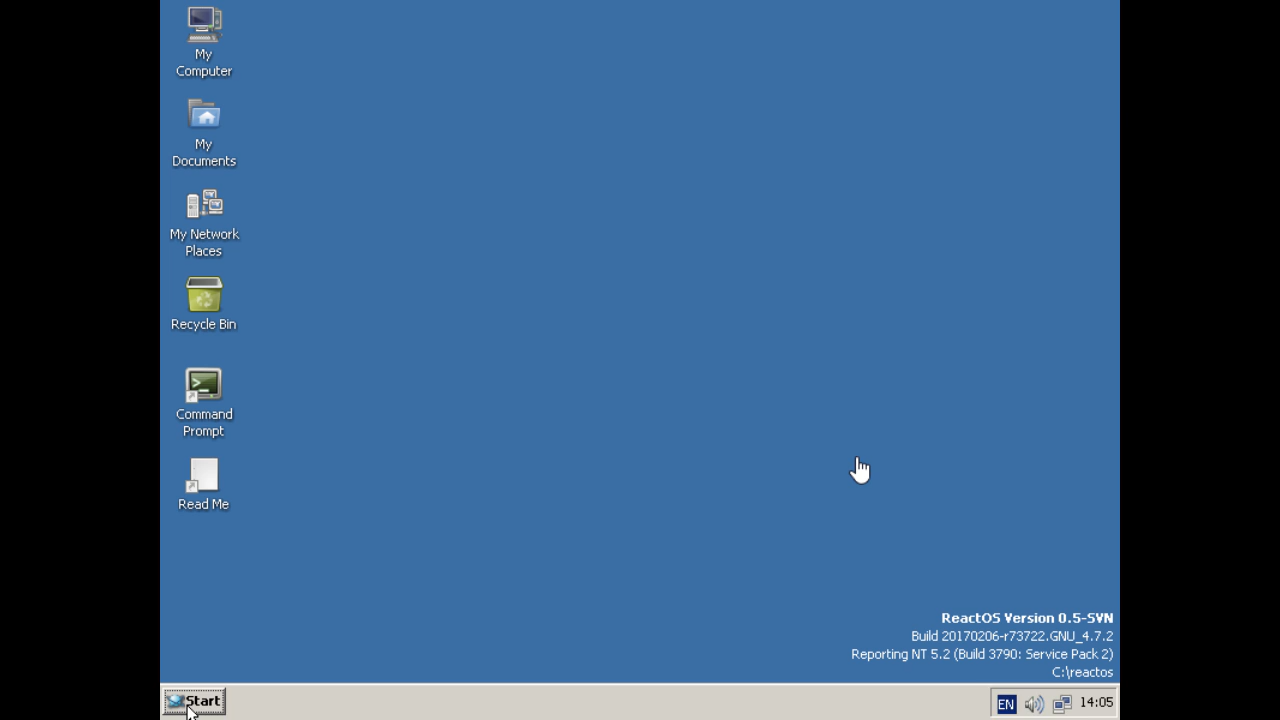 My
Computer
My
Documents
My Network
Places
Recycle Bin
Command
Prompt
Read Me
ReactOS Version 0.5-SVN
Build 20170206-r73722.GNU_4.7.2
Reporting NT 5.2 (Build 3790: Service Pack 2)
C:\reactos
Start
EN
14:05